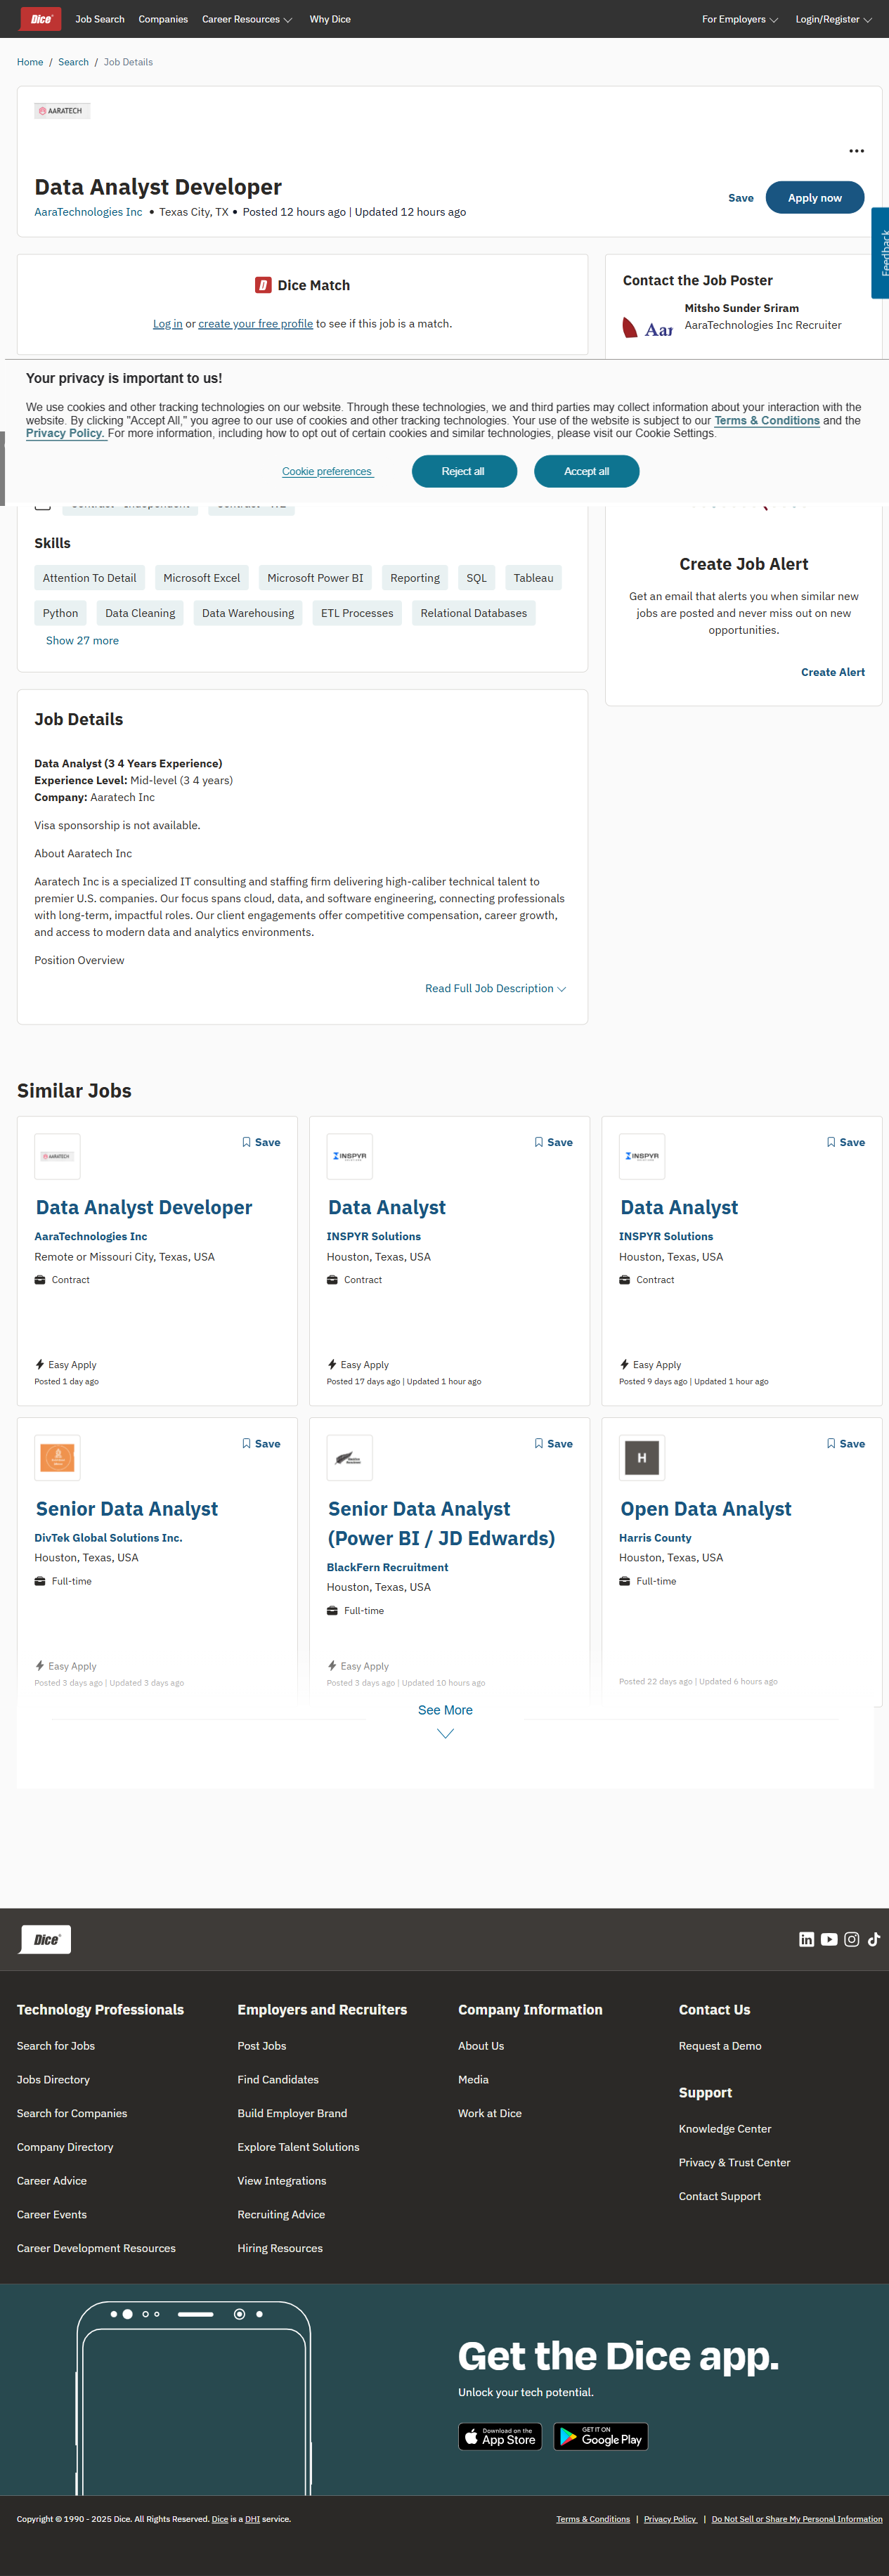 Dice
Job Search
Companies
Career Resources
Why Dice
For Employers
Login/Register
Home / Search / Job Details
AARATECH
Data Analyst Developer
AaraTechnologies Inc • Texas City, TX • Posted 12 hours ago | Updated 12 hours ago
Save
Apply now
Feedback
Dice Match
Log in or create your free profile to see if this job is a match.
Contact the Job Poster
Mitsho Sunder Sriram
AaraTechnologies Inc Recruiter
Your privacy is important to us!
We use cookies and other tracking technologies on our website. Through these technologies, we and third parties may collect information about your interaction with the
website. By clicking "Accept All," you agree to our use of cookies and other tracking technologies. Your use of the website is subject to our Terms & Conditions and the
Privacy Policy. For more information, including how to opt out of certain cookies and similar technologies, please visit our Cookie Settings.
Cookie preferences
Reject all
Accept all
Skills
Attention To Detail
Microsoft Excel
Microsoft Power BI
Reporting
SQL
Tableau
Python
Data Cleaning
Data Warehousing
ETL Processes
Relational Databases
Show 27 more
Create Job Alert
Get an email that alerts you when similar new
jobs are posted and never miss out on new
opportunities.
Create Alert
Job Details
Data Analyst (3 4 Years Experience)
Experience Level: Mid-level (3 4 years)
Company: Aaratech Inc
Visa sponsorship is not available.
About Aaratech Inc
Aaratech Inc is a specialized IT consulting and staffing firm delivering high-caliber technical talent to
premier U.S. companies. Our focus spans cloud, data, and software engineering, connecting professionals
with long-term, impactful roles. Our client engagements offer competitive compensation, career growth,
and access to modern data and analytics environments.
Position Overview
Read Full Job Description
Similar Jobs
AARATECH
Save
Data Analyst Developer
AaraTechnologies Inc
Remote or Missouri City, Texas, USA
Contract
Easy Apply
Posted 1 day ago
INSPYR
Save
Data Analyst
INSPYR Solutions
Houston, Texas, USA
Contract
Easy Apply
Posted 17 days ago | Updated 1 hour ago
INSPYR
Save
Data Analyst
INSPYR Solutions
Houston, Texas, USA
Contract
Easy Apply
Posted 9 days ago | Updated 1 hour ago
Save
Senior Data Analyst
DivTek Global Solutions Inc.
Houston, Texas, USA
Full-time
Easy Apply
Posted 3 days ago | Updated 3 days ago
Save
Senior Data Analyst
(Power BI / JD Edwards)
BlackFern Recruitment
Houston, Texas, USA
Full-time
Easy Apply
Posted 3 days ago | Updated 10 hours ago
H
Save
Open Data Analyst
Harris County
Houston, Texas, USA
Full-time
Posted 22 days ago | Updated 6 hours ago
See More
Dice
Technology Professionals
Search for Jobs
Jobs Directory
Search for Companies
Company Directory
Career Advice
Career Events
Career Development Resources
Employers and Recruiters
Post Jobs
Find Candidates
Build Employer Brand
Explore Talent Solutions
View Integrations
Recruiting Advice
Hiring Resources
Company Information
About Us
Media
Work at Dice
Contact Us
Request a Demo
Support
Knowledge Center
Privacy & Trust Center
Contact Support
Get the Dice app.
Unlock your tech potential.
Download on the
App Store
GET IT ON
Google Play
Copyright © 1990 - 2025 Dice. All Rights Reserved. Dice is a DHI service.
Terms & Conditions | Privacy Policy | Do Not Sell or Share My Personal Information